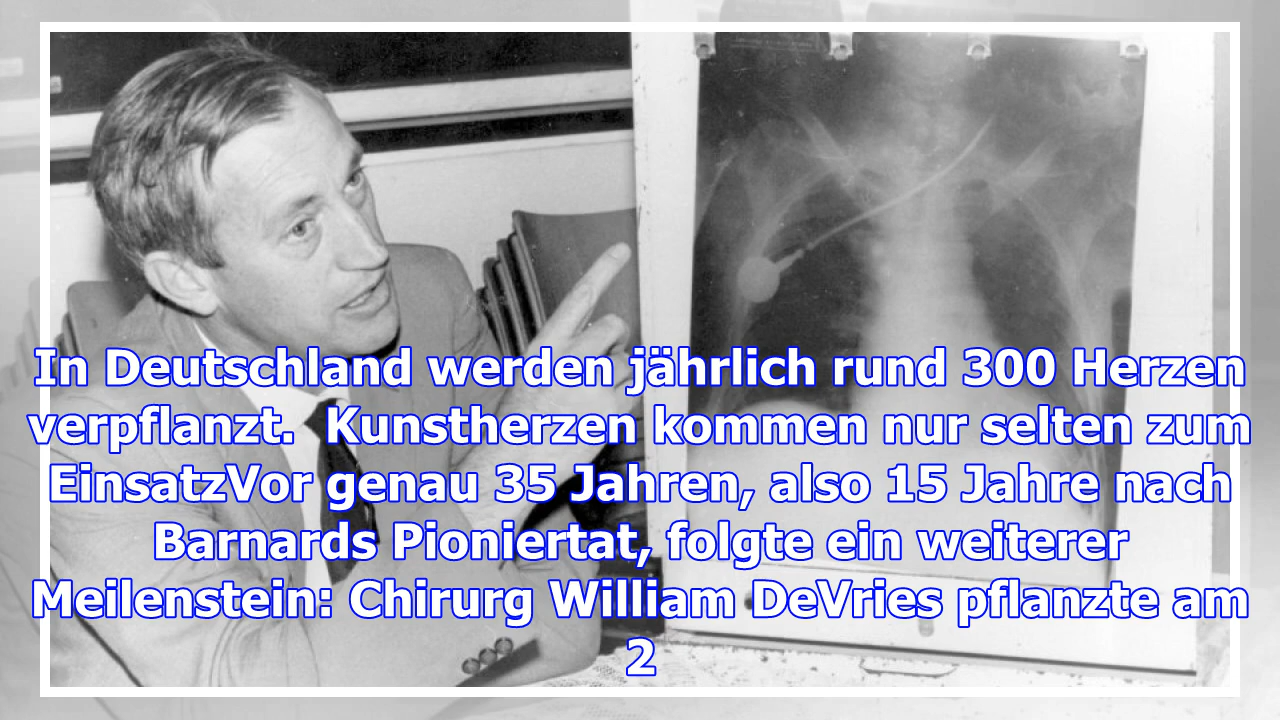 In Deutschland werden jährlich rund 300 Herzen
verpflanzt.  Kunstherzen kommen nur selten zum
EinsatzVor genau 35 Jahren, also 15 Jahre nach
Barnards Pioniertat, folgte ein weiterer
Meilenstein: Chirurg William DeVries pflanzte am
2